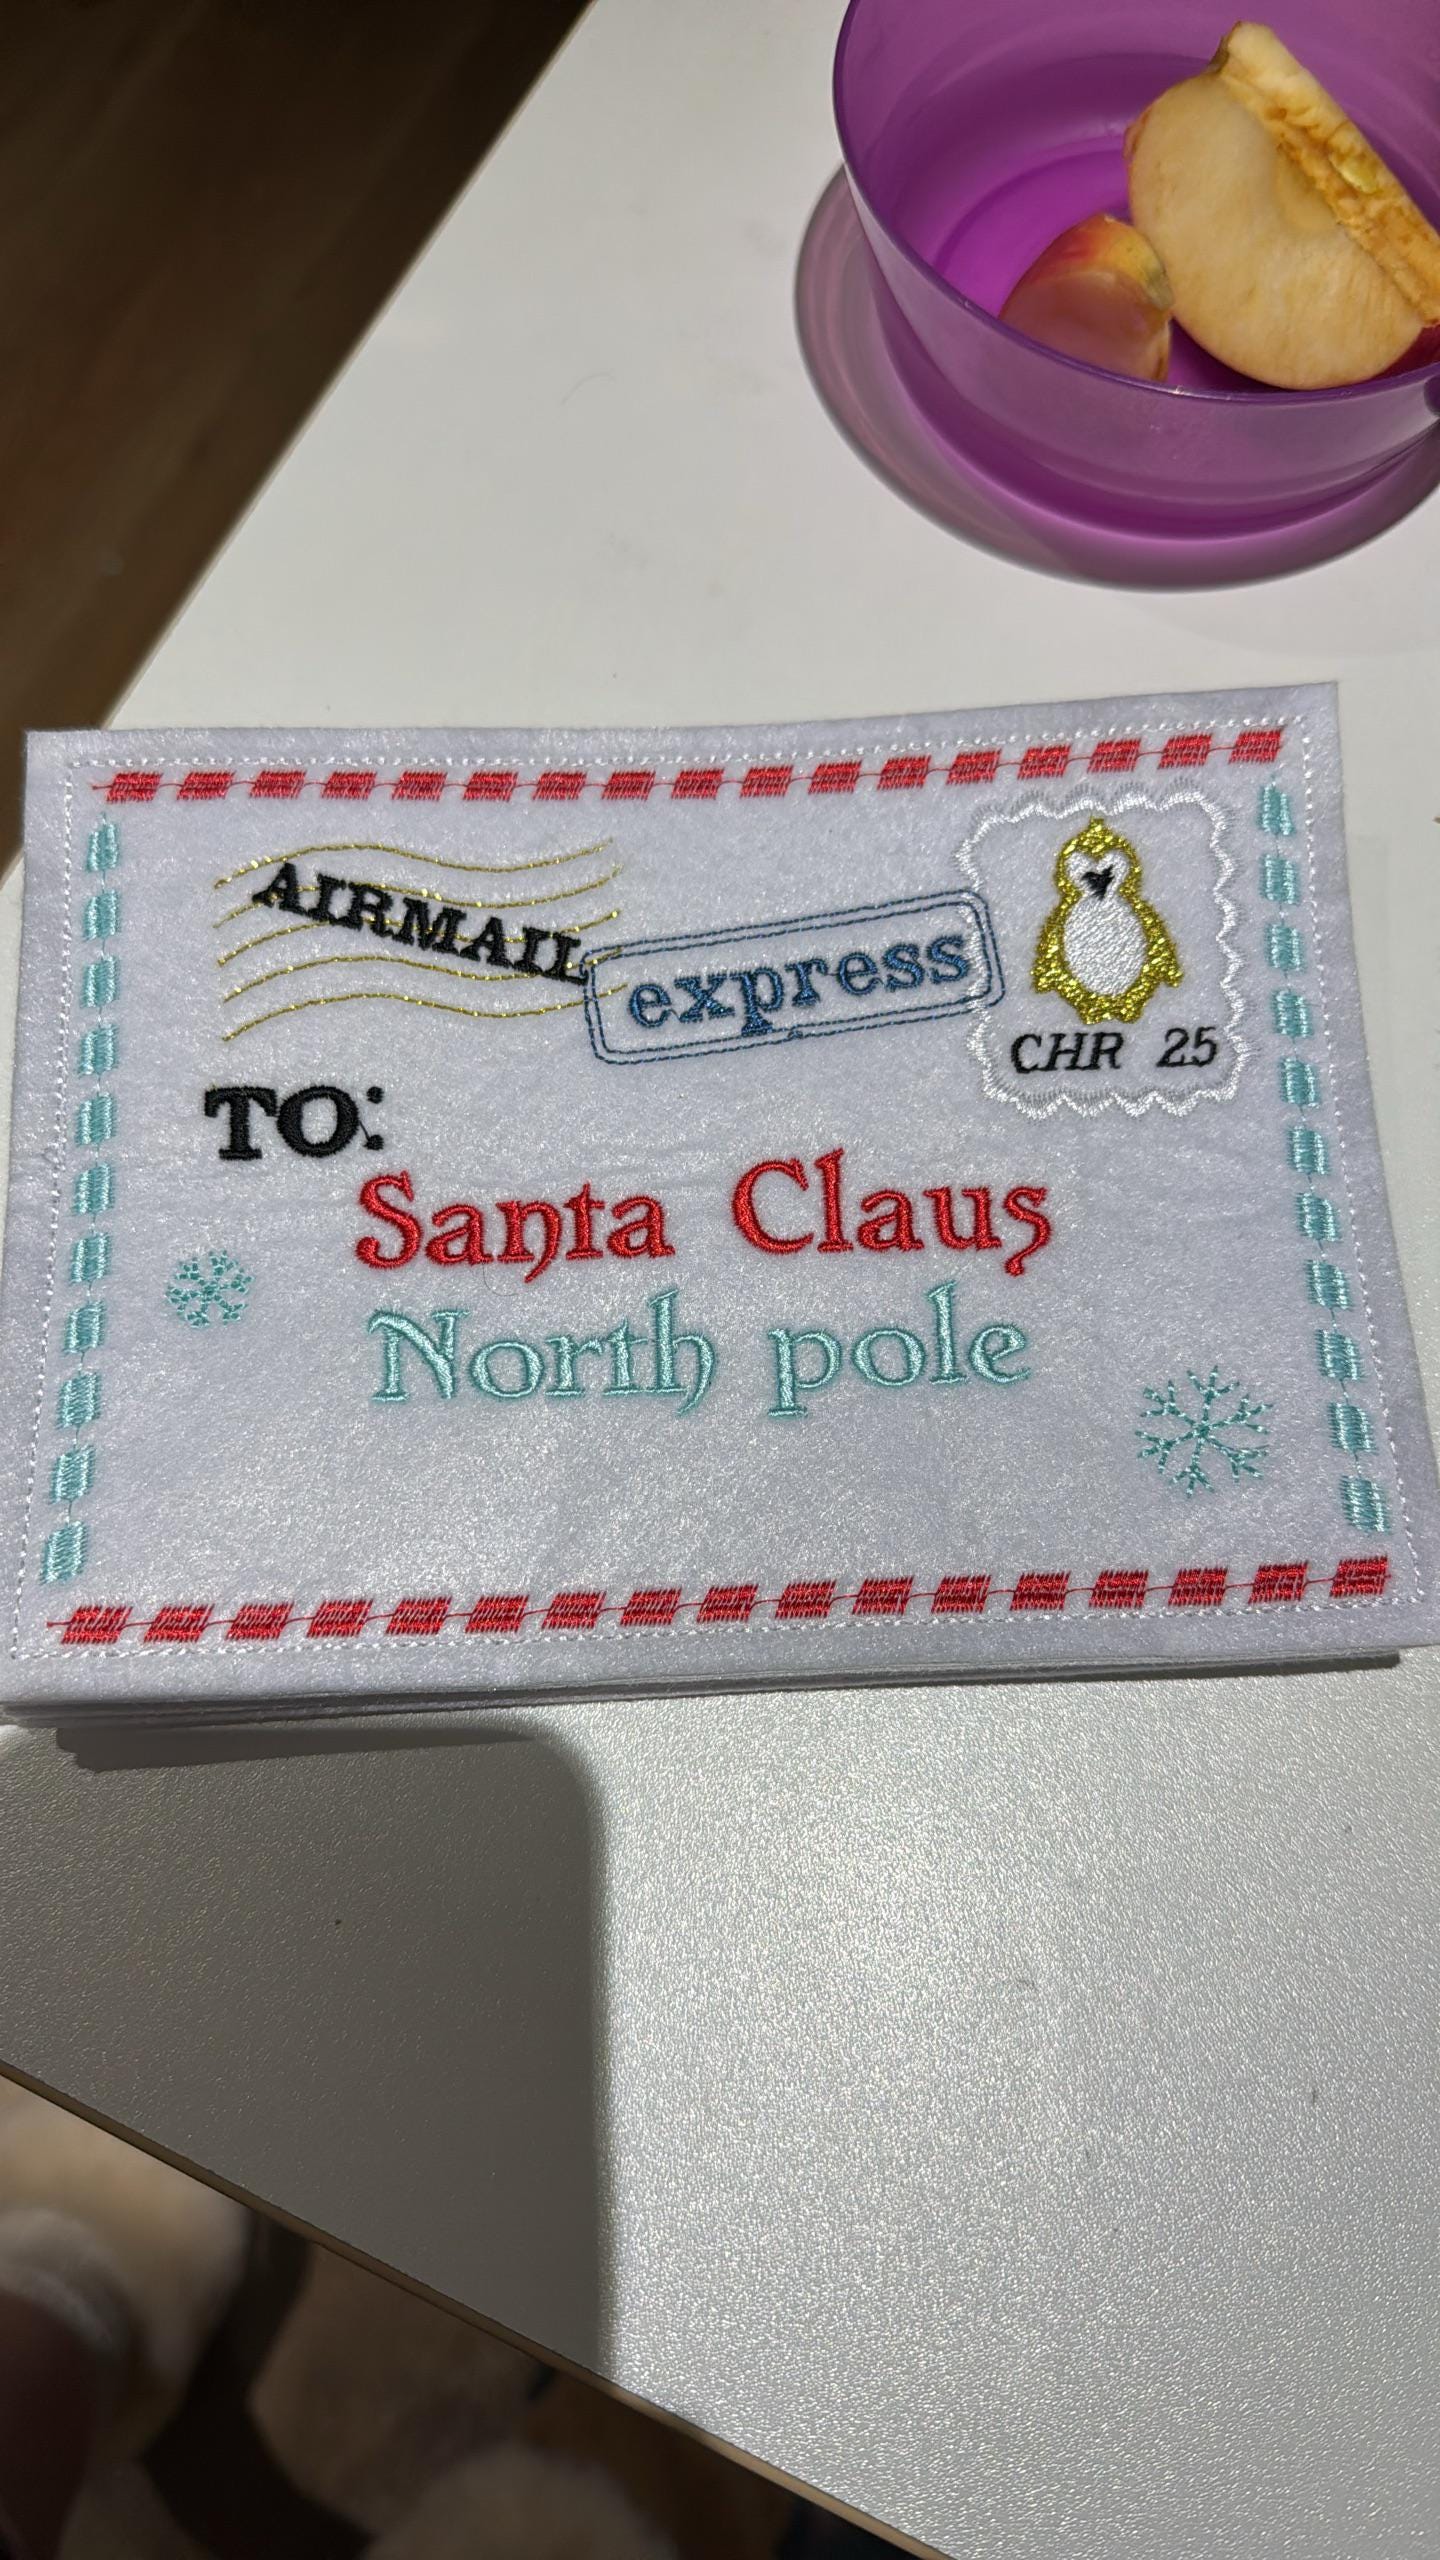 AIRMAIL
express
CHR 25
TO:
Santa Claus
North pole